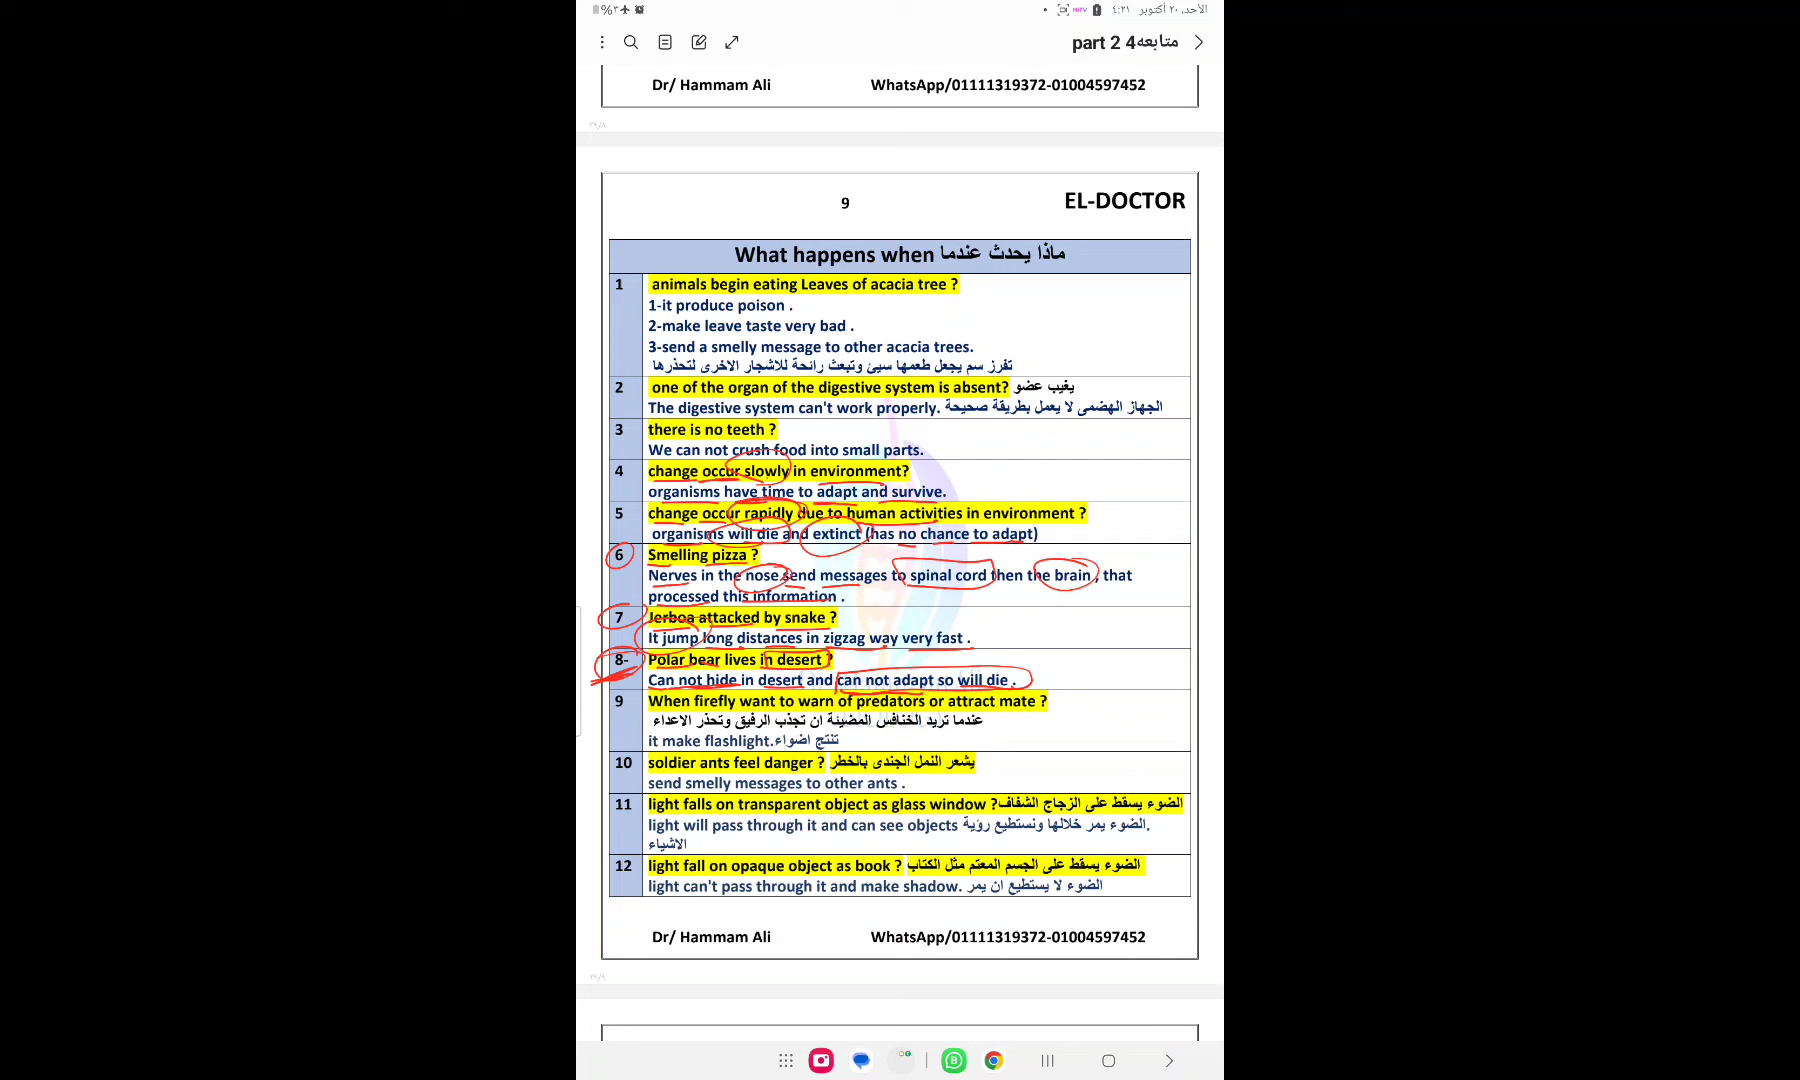 الأحد، ٢٠ أكتوبر ٤:٢١
%٣
متابعه4 part 2
Dr/ Hammam Ali WhatsApp/01111319372-01004597452
٢٩/٨
9 EL-DOCTOR
What happens when ماذا يحدث عندما
1 animals begin eating Leaves of acacia tree ?
1-it produce poison .
2-make leave taste very bad .
3-send a smelly message to other acacia trees.
تفرز سم يجعل طعمها سيئ وتبعث رائحة للاشجار الاخرى لتحذرها
2 one of the organ of the digestive system is absent? يغيب عضو
The digestive system can't work properly. الجهاز الهضمى لا يعمل بطريقة صحيحة
3 there is no teeth ?
We can not crush food into small parts.
4 change occur slowly in environment?
organisms have time to adapt and survive.
5 change occur rapidly due to human activities in environment ?
organisms will die and extinct (has no chance to adapt)
6 Smelling pizza ?
Nerves in the nose send messages to spinal cord then the brain , that
processed this information .
7 Jerboa attacked by snake ?
It jump long distances in zigzag way very fast .
8- Polar bear lives in desert ?
Can not hide in desert and can not adapt so will die .
9 When firefly want to warn of predators or attract mate ?
عندما تريد الخنافس المضيئة ان تجذب الرفيق وتحذر الاعداء
it make flashlight. تنتج اضواء
10 soldier ants feel danger ? يشعر النمل الجندى بالخطر
send smelly messages to other ants .
11 light falls on transparent object as glass window ? الضوء يسقط على الزجاج الشفاف
light will pass through it and can see objects الضوء يمر خلالها ونستطيع رؤية.
الاشياء
12 light fall on opaque object as book ? الضوء يسقط على الجسم المعتم مثل الكتاب
light can't pass through it and make shadow. الضوء لا يستطيع ان يمر
Dr/ Hammam Ali WhatsApp/01111319372-01004597452
٢٩/٩